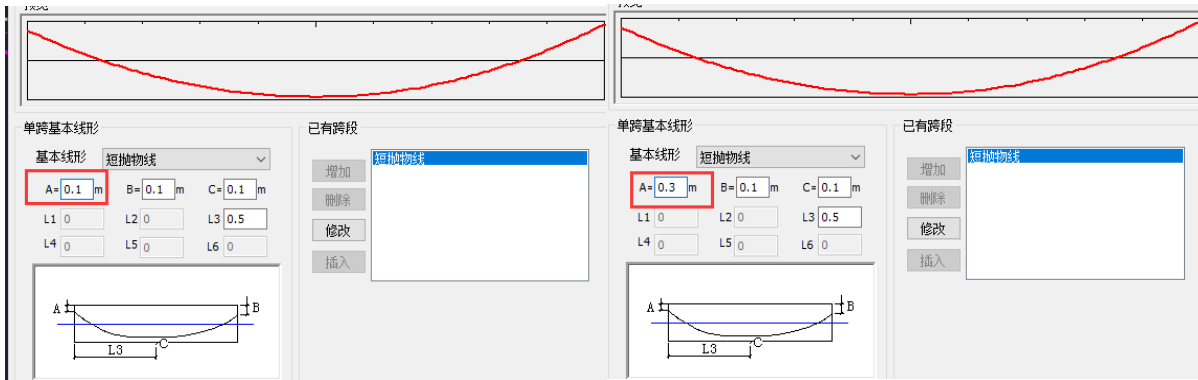 单跨基本线形
已有跨段
基本线形 短抛物线
A= 0.1 m B= 0.1 m C= 0.1 m
L1 0 L2 0 L3 0.5
L4 0 L5 0 L6 0
增加
删除
修改
插入
短抛物线
A
B
C
L3
单跨基本线形
已有跨段
基本线形 短抛物线
A= 0.3 m B= 0.1 m C= 0.1 m
L1 0 L2 0 L3 0.5
L4 0 L5 0 L6 0
增加
删除
修改
插入
短抛物线
A
B
C
L3